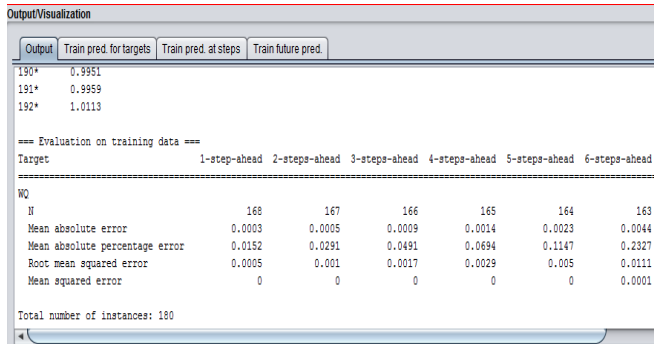 Output/Visualization
Output Train pred. for targets Train pred. at steps Train future pred.
190* 0.9951
191* 0.9959
192* 1.0113
=== Evaluation on training data ===
Target 1-step-ahead 2-steps-ahead 3-steps-ahead 4-steps-ahead 5-steps-ahead 6-steps-ahead
====================================================================================
WQ
N 168 167 166 165 164 163
Mean absolute error 0.0003 0.0005 0.0009 0.0014 0.0023 0.0044
Mean absolute percentage error 0.0152 0.0291 0.0491 0.0694 0.1147 0.2327
Root mean squared error 0.0005 0.001 0.0017 0.0029 0.005 0.0111
Mean squared error 0 0 0 0 0 0.0001
Total number of instances: 180